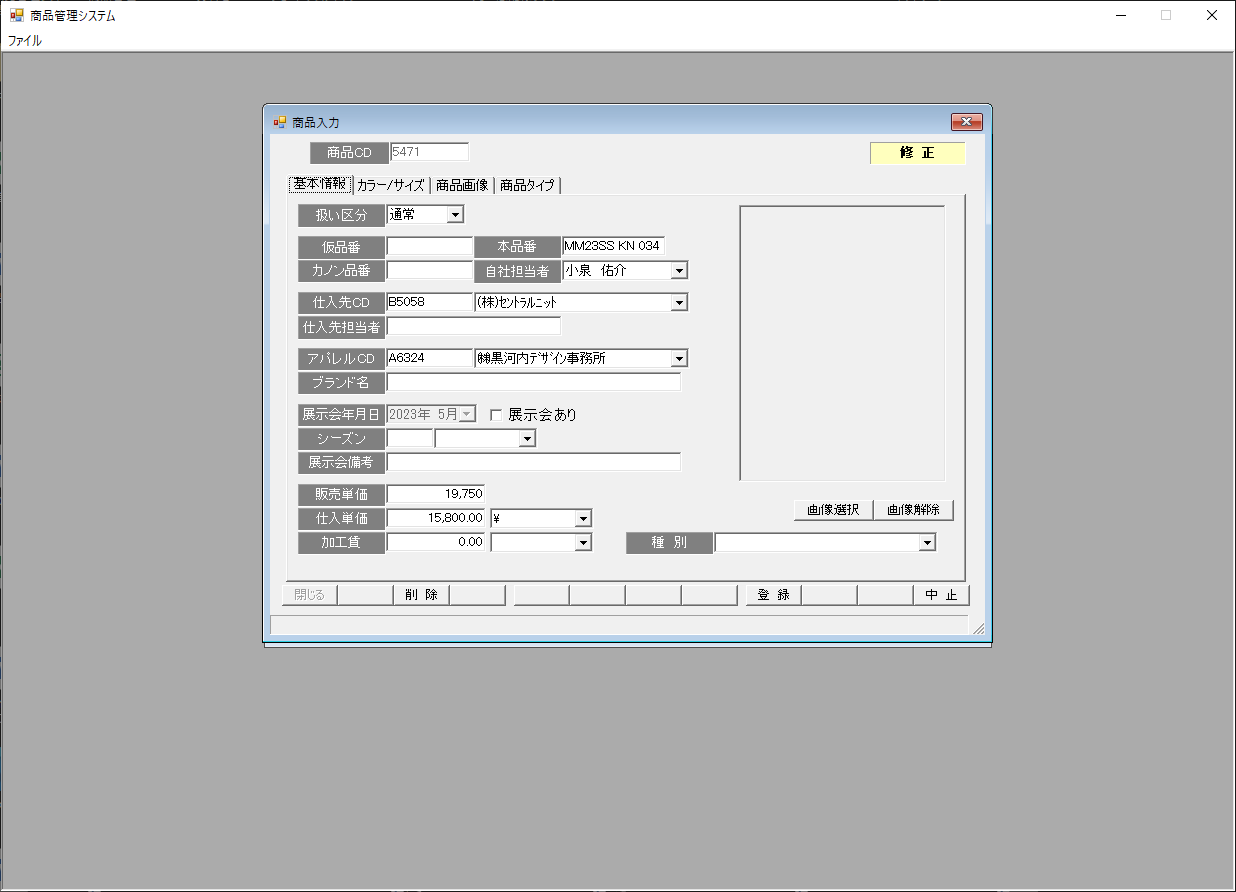 商品管理システム
ファイル
商品入力
商品CD 5471 修 正
基本情報 カラー/サイズ 商品画像 商品タイプ
扱い区分 通常
仮品番 本品番 MM23SS KN 034
カノン品番 自社担当者 小泉 佑介
仕入先CD B5058 (株)セントラルニット
仕入先担当者
アパレルCD A6324 ㈱黒河内デザイン事務所
ブランド名
展示会年月日 2023年 5月 展示会あり
シーズン
展示会備考
販売単価 19,750
仕入単価 15,800.00 ¥
画像選択 画像解除
加工賃 0.00 種 別
閉じる 削 除 登 録 中 止